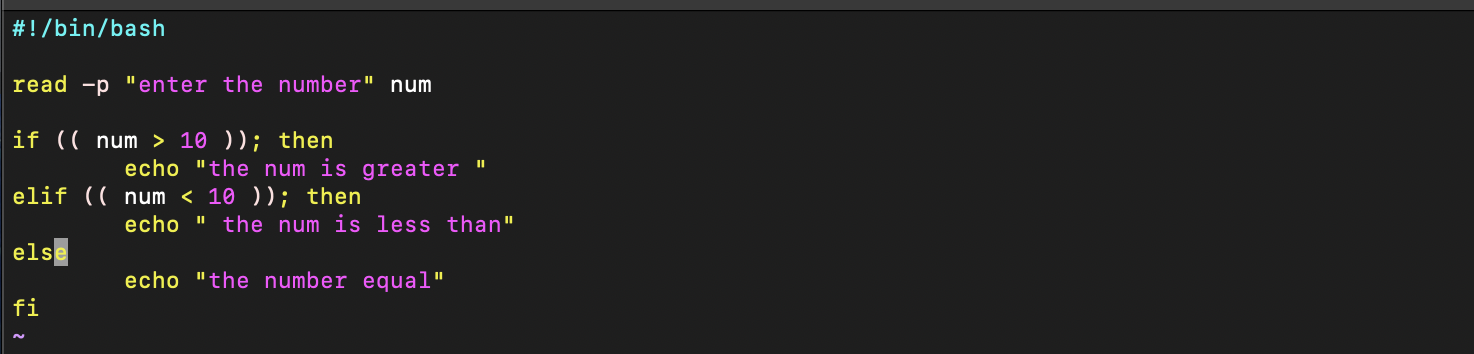 #!/bin/bash
read -p "enter the number" num
if (( num > 10 )); then
        echo "the num is greater "
elif (( num < 10 )); then
        echo " the num is less than"
else
        echo "the number equal"
fi
~